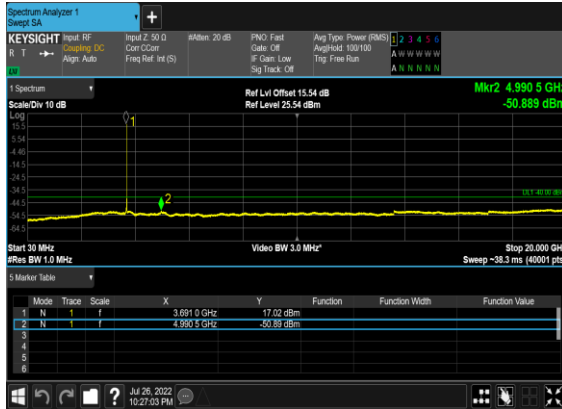 Spectrum Analyzer 1
Swept SA
+
KEYSIGHT
R T
LU
Input: RF
Coupling: DC
Align: Auto
Input Z: 50 Ω
Corr CCorr
Freq Ref: Int (S)
#Atten: 20 dB
PNO: Fast
Gate: Off
IF Gain: Low
Sig Track: Off
Avg Type: Power (RMS)
Avg|Hold: 100/100
Trig: Free Run
1 2 3 4 5 6
A W W W W W
A N N N N N
1 Spectrum
Scale/Div 10 dB
Ref Lvl Offset 15.54 dB
Ref Level 25.54 dBm
Mkr2 4.990 5 GHz
-50.889 dBm
Log
15.5
5.54
-4.46
-14.5
-24.5
-34.5
-44.5
-54.5
-64.5
1
2
DL1 -40.00 dBm
Start 30 MHz
#Res BW 1.0 MHz
Video BW 3.0 MHz*
Stop 20.000 GHz
Sweep ~38.3 ms (40001 pts)
5 Marker Table
Mode Trace Scale X Y Function Function Width Function Value
1 N 1 f 3.691 0 GHz 17.02 dBm
2 N 1 f 4.990 5 GHz -50.89 dBm
3
4
5
6
?
Jul 26, 2022
10:27:03 PM